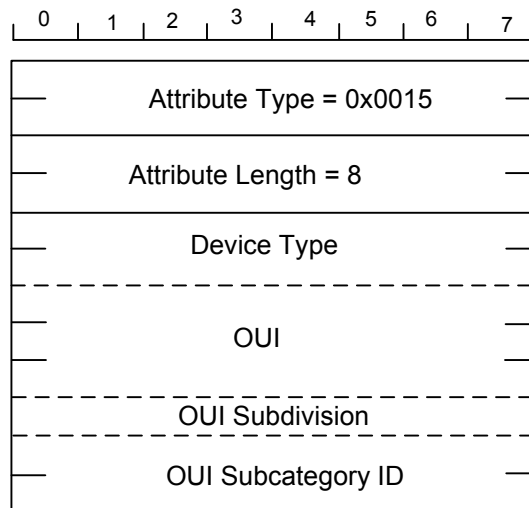 0 1 2 3 4 5 6 7
Attribute Type = 0x0015
Attribute Length = 8
Device Type
OUI
OUI Subdivision
OUI Subcategory ID